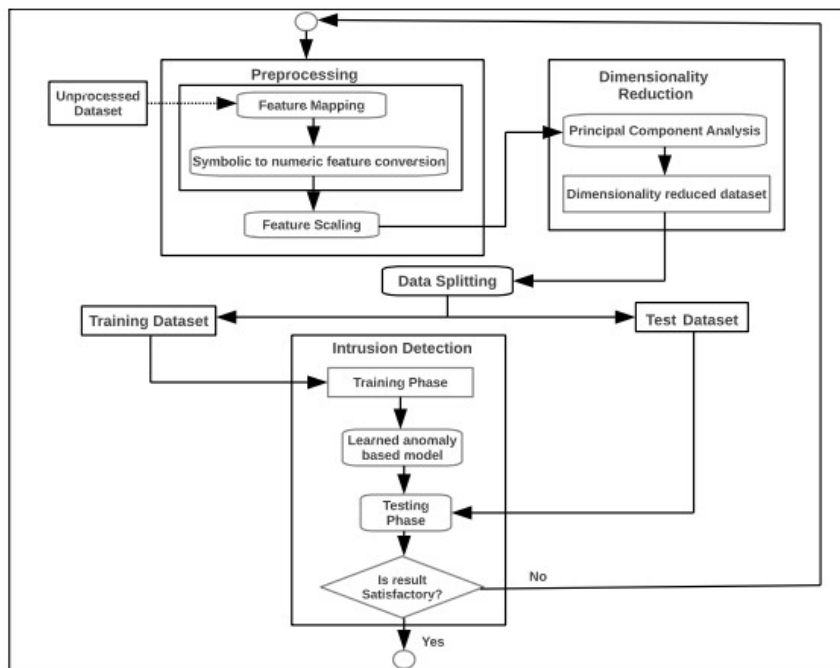 Preprocessing
Unprocessed
Dataset
Feature Mapping
Symbolic to numeric feature conversion
Feature Scaling
Dimensionality
Reduction
Principal Component Analysis
Dimensionality reduced dataset
Data Splitting
Training Dataset
Test Dataset
Intrusion Detection
Training Phase
Learned anomaly
based model
Testing
Phase
Is result
Satisfactory?
No
Yes